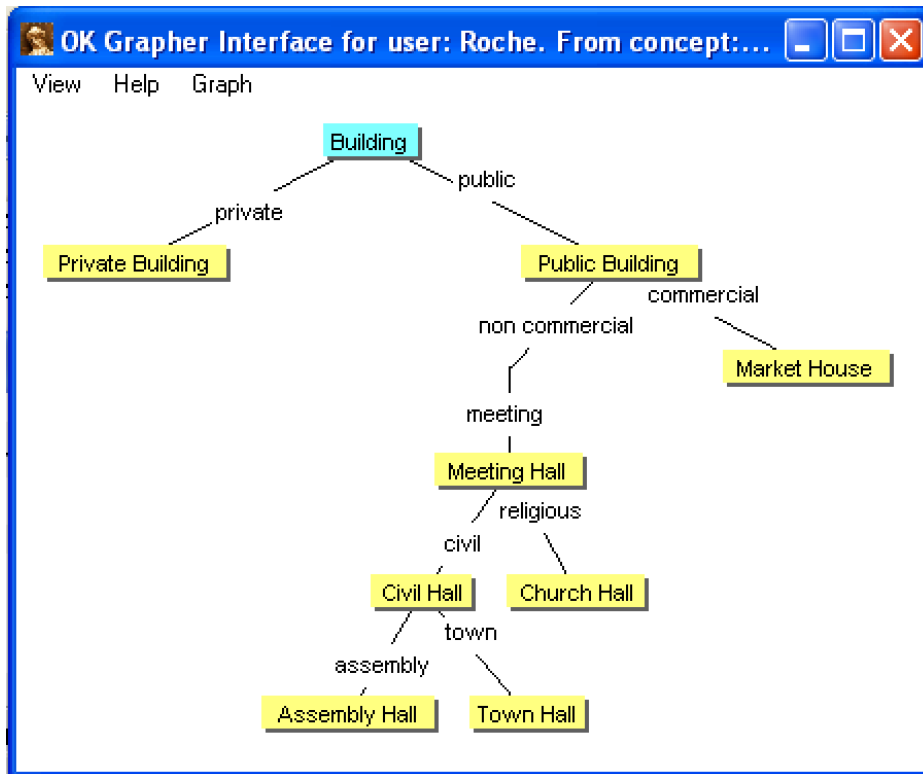 OK Grapher Interface for user: Roche. From concept:...
View Help Graph
Building
public
private
Private Building
Public Building
commercial
non commercial
Market House
meeting
Meeting Hall
religious
civil
Civil Hall
Church Hall
town
assembly
Assembly Hall
Town Hall